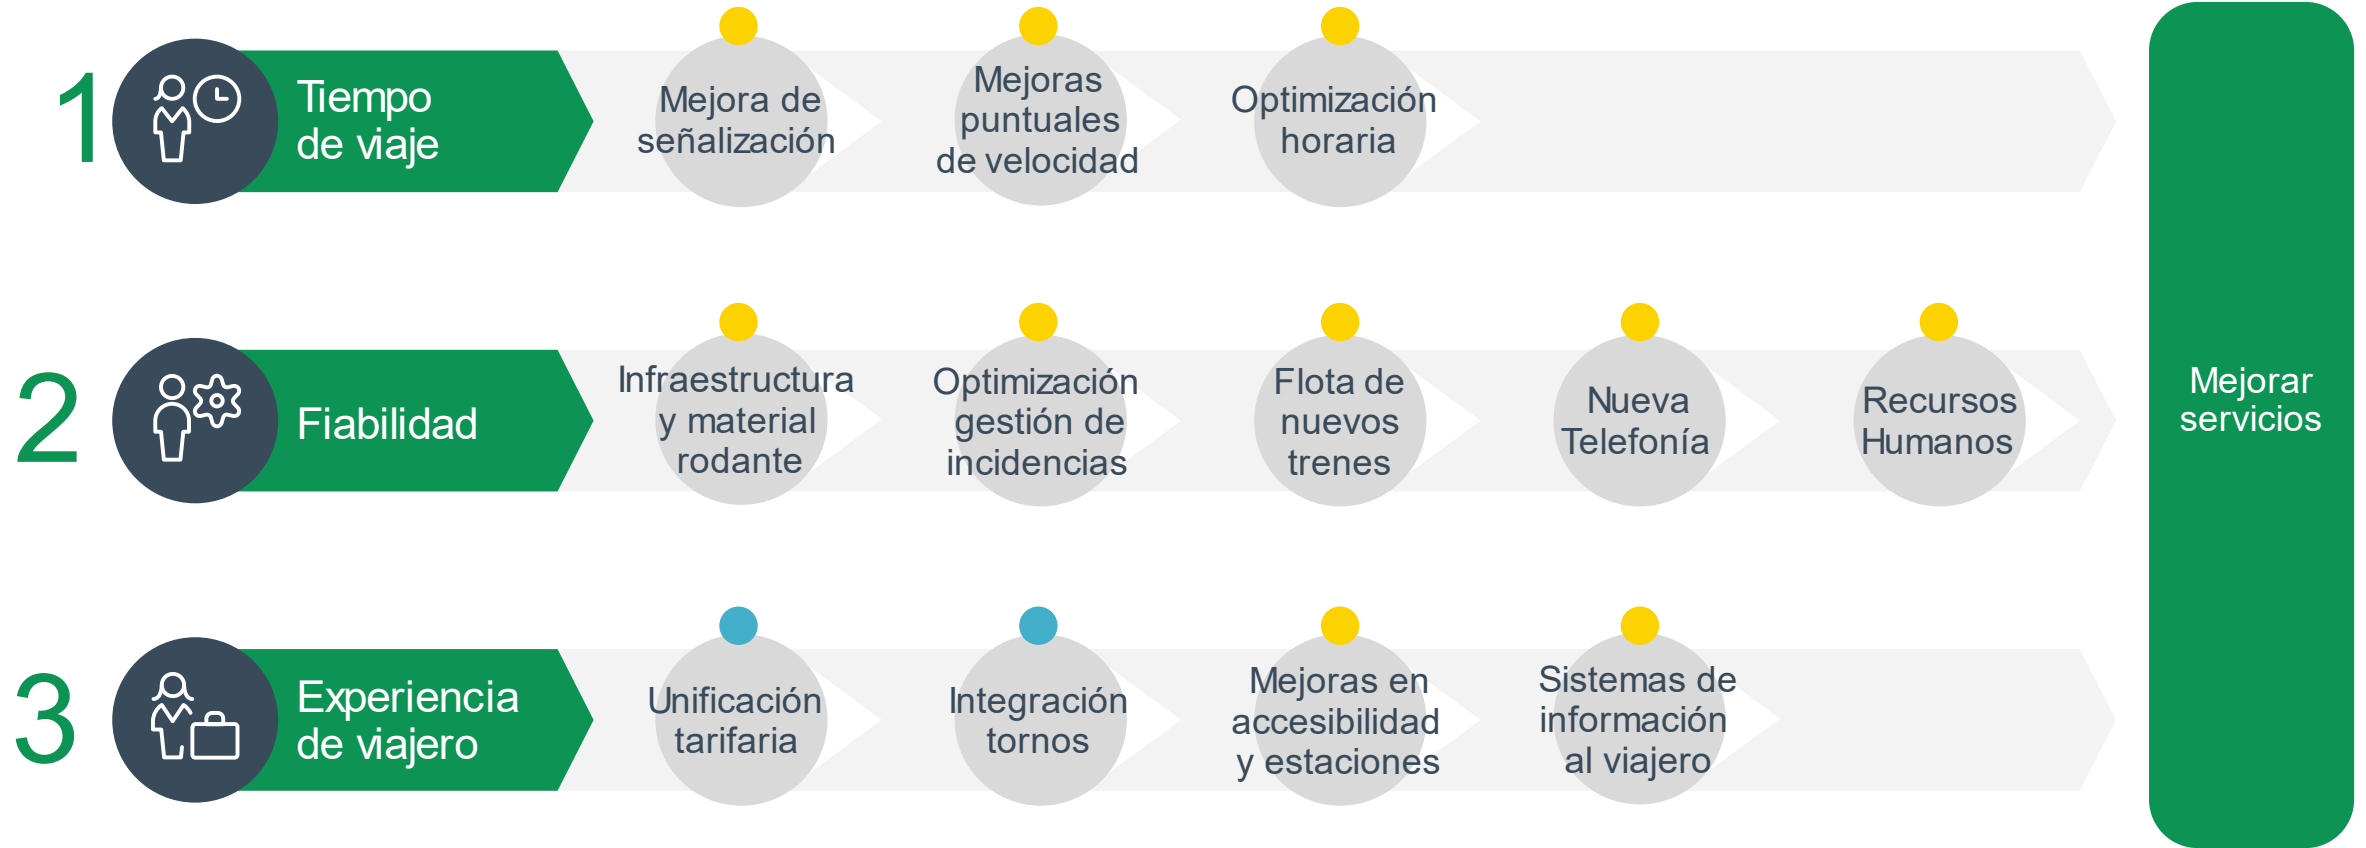 1
Tiempo
de viaje
Mejora de
señalización
Mejoras
puntuales
de velocidad
Optimización
horaria
2
Fiabilidad
Infraestructura
y material
rodante
Optimización
gestión de
incidencias
Flota de
nuevos
trenes
Nueva
Telefonía
Recursos
Humanos
3
Experiencia
de viajero
Unificación
tarifaria
Integración
tornos
Mejoras en
accesibilidad
y estaciones
Sistemas de
información
al viajero
Mejorar
servicios